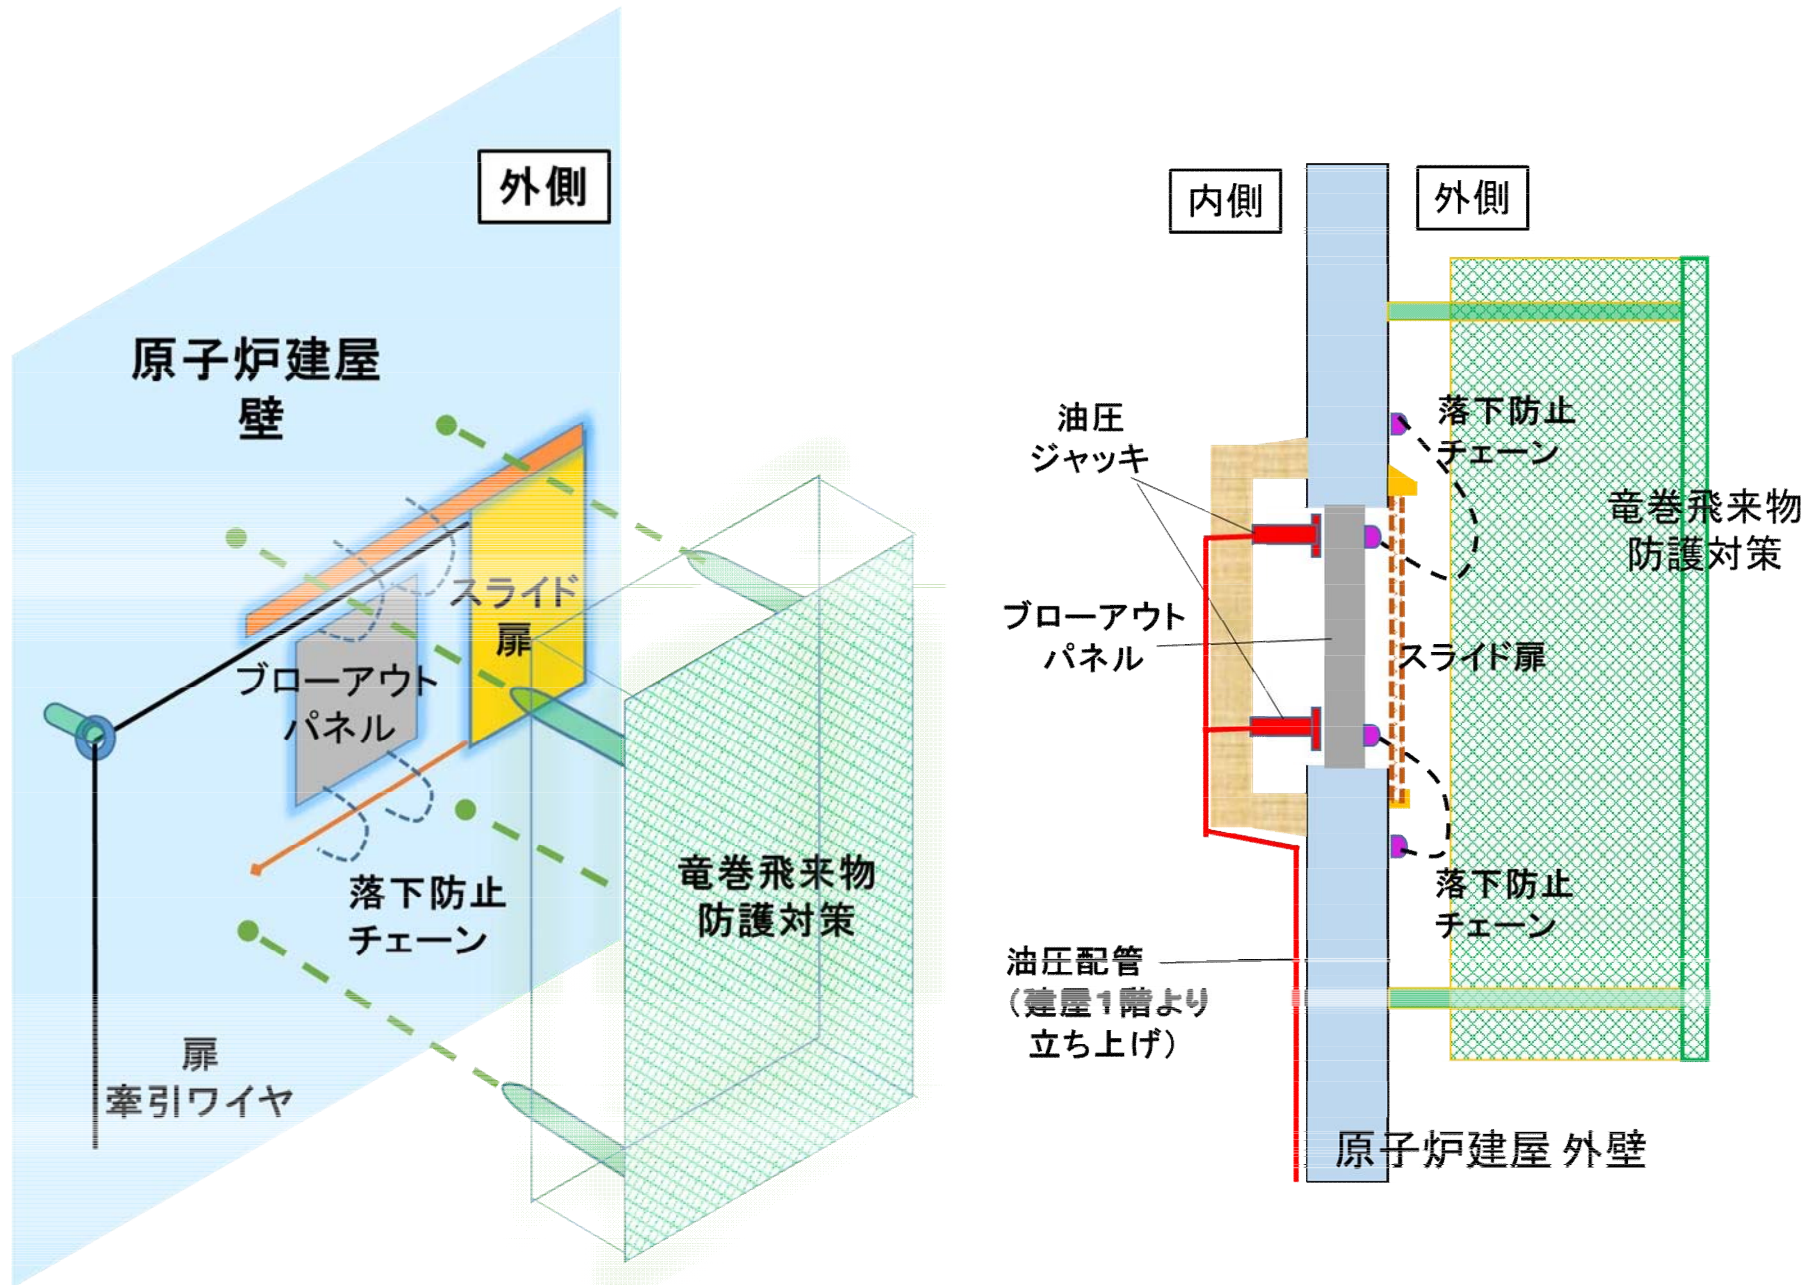 外側
原子炉建屋
壁
スライド
扉
ブローアウト
パネル
竜巻飛来物
防護対策
落下防止
チェーン
扉
牽引ワイヤ
内側
外側
油圧
ジャッキ
落下防止
チェーン
竜巻飛来物
防護対策
ブローアウト
パネル
スライド扉
落下防止
チェーン
油圧配管
（建屋１階より
立ち上げ）
原子炉建屋 外壁